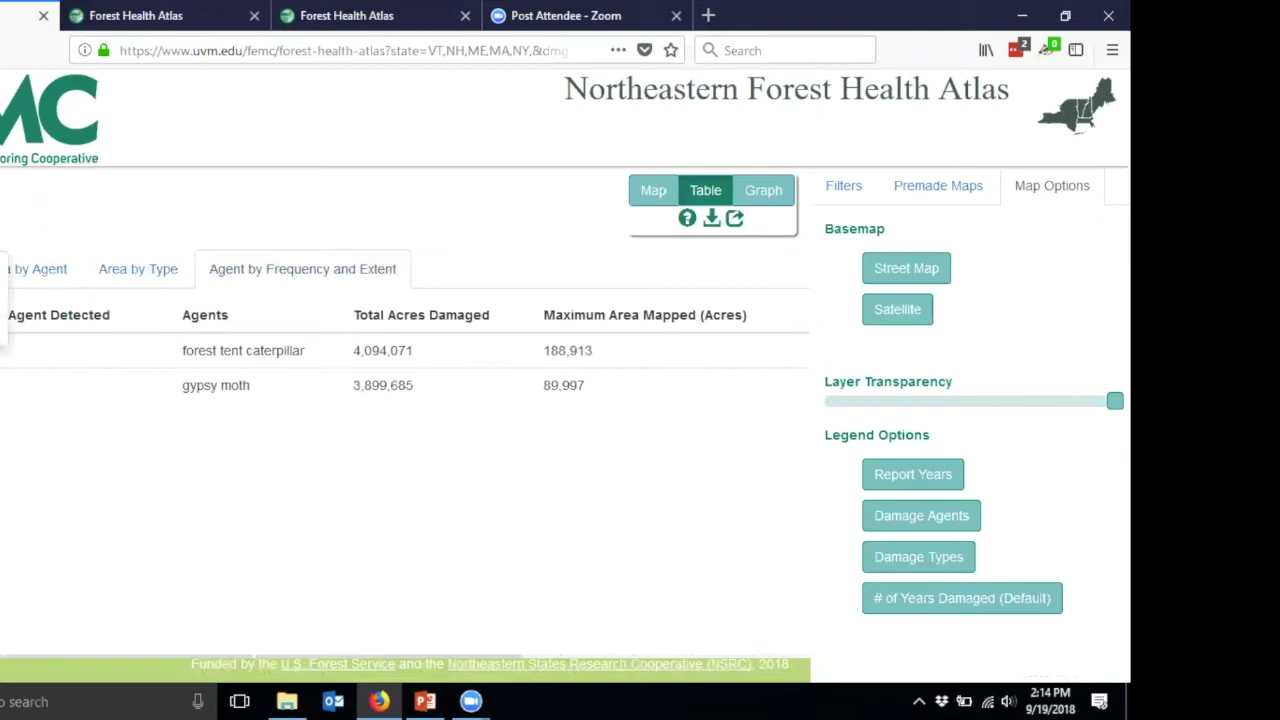 Forest Health Atlas
Forest Health Atlas
Post Attendee - Zoom
https://www.uvm.edu/femc/forest-health-atlas?state=VT,NH,ME,MA,NY,&dmg
Search
2
0
MC
oring Cooperative
Northeastern Forest Health Atlas
Map Table Graph
Filters Premade Maps Map Options
a by Agent Area by Type Agent by Frequency and Extent
Agent Detected Agents Total Acres Damaged Maximum Area Mapped (Acres)
forest tent caterpillar 4,094,071 188,913
gypsy moth 3,899,685 89,997
Basemap
Street Map
Satellite
Layer Transparency
Legend Options
Report Years
Damage Agents
Damage Types
# of Years Damaged (Default)
Funded by the U.S. Forest Service and the Northeastern States Research Cooperative (NSRC), 2018
o search
2:14 PM
9/19/2018